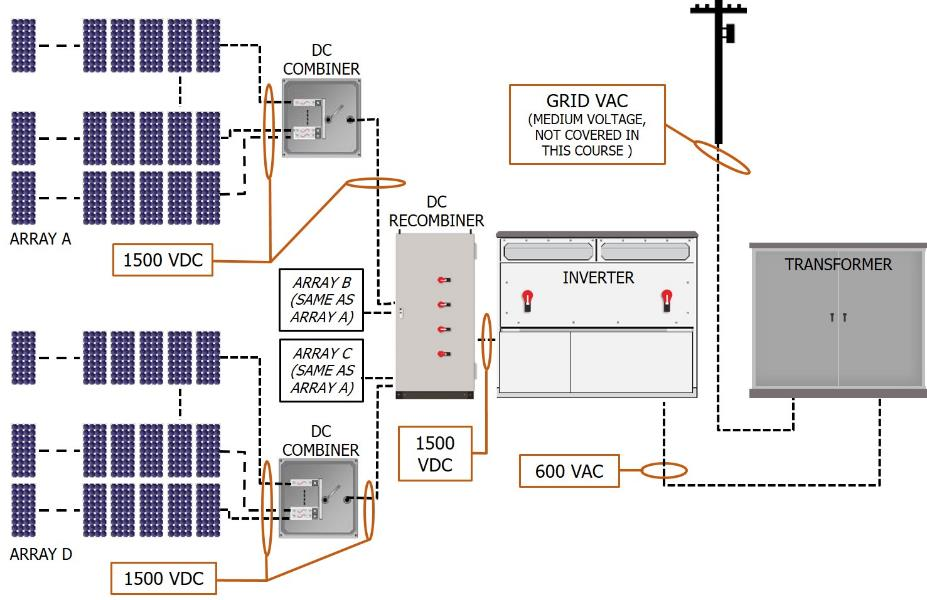 DC
COMBINER
GRID VAC
(MEDIUM VOLTAGE,
NOT COVERED IN
THIS COURSE )
ARRAY A
1500 VDC
DC
RECOMBINER
ARRAY B
(SAME AS
ARRAY A)
INVERTER
TRANSFORMER
ARRAY C
(SAME AS
ARRAY A)
DC
COMBINER
1500
VDC
600 VAC
ARRAY D
1500 VDC